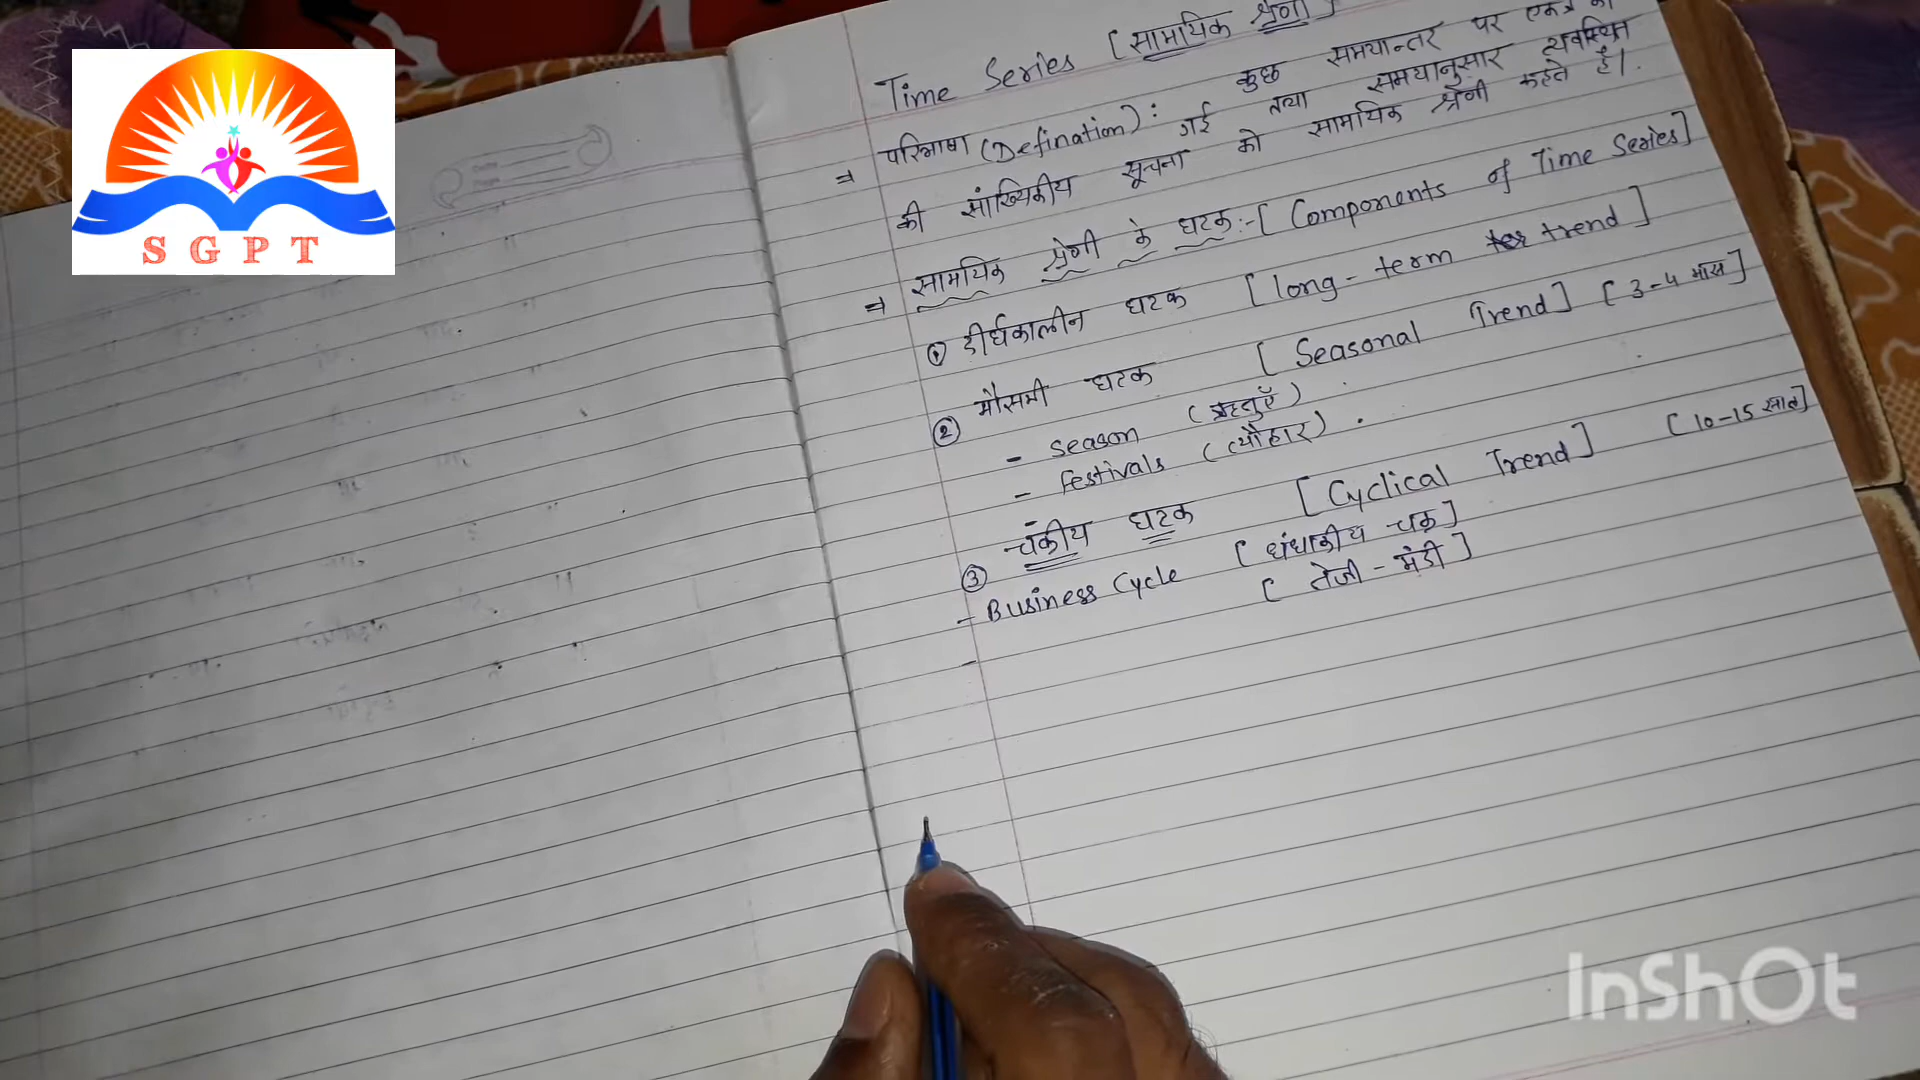 SGPT
Time Series [सामयिक श्रेणी]
⇒ परिभाषा (Defination): कुछ समयान्तर पर एकत्र की
गई तथा समयानुसार व्यवस्थित
की सांख्यिकीय सूचना को सामयिक श्रेणी कहते हैं।.
⇒ सामयिक श्रेणी के घटक:-[Components of Time Series]
① दीर्घकालीन घटक [long-term trend]
② मौसमी घटक [Seasonal Trend] [3-4 मास]
- season (ऋतुएँ)
- festivals (त्यौहार).
③ चंकीय घटक [Cyclical Trend] [10-15 साल]
- Business Cycle [धंधाकीय चक्र]
[तेजी-मंदी]
-
InShOt